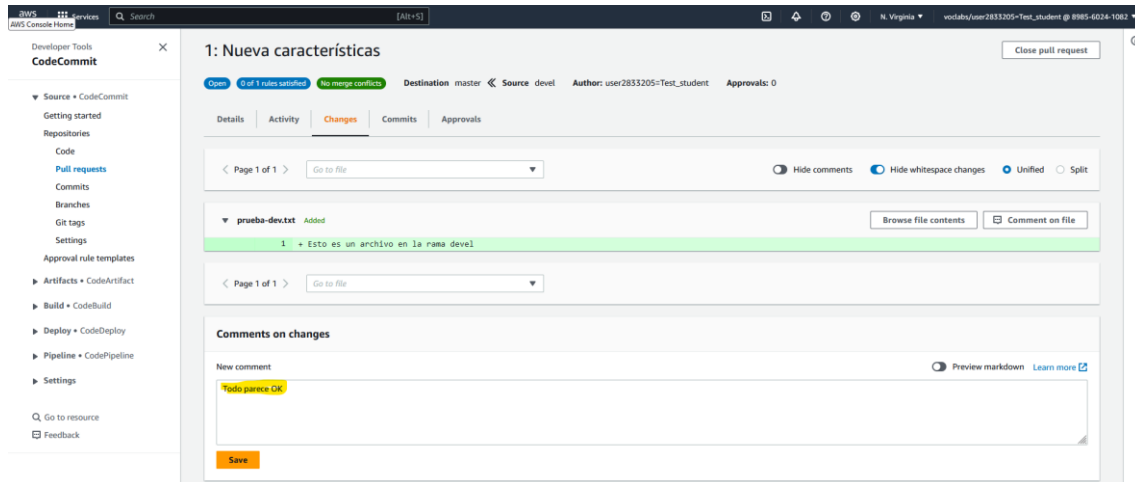 aws Services Search [Alt+S] N. Virginia ▼ voclabs/user2833205=Test_student @ 8985-6024-1082 ▼
AWS Console Home
Developer Tools
CodeCommit
▼ Source • CodeCommit
Getting started
Repositories
Code
Pull requests
Commits
Branches
Git tags
Settings
Approval rule templates
▶ Artifacts • CodeArtifact
▶ Build • CodeBuild
▶ Deploy • CodeDeploy
▶ Pipeline • CodePipeline
▶ Settings
Go to resource
Feedback
1: Nueva características
Close pull request
Open 0 of 1 rules satisfied No merge conflicts Destination master Source devel Author: user2833205=Test_student Approvals: 0
Details Activity Changes Commits Approvals
Page 1 of 1 Go to file Hide comments Hide whitespace changes Unified Split
prueba-dev.txt Added Browse file contents Comment on file
1 + Esto es un archivo en la rama devel
Page 1 of 1 Go to file
Comments on changes
New comment Preview markdown Learn more
Todo parece OK
Save